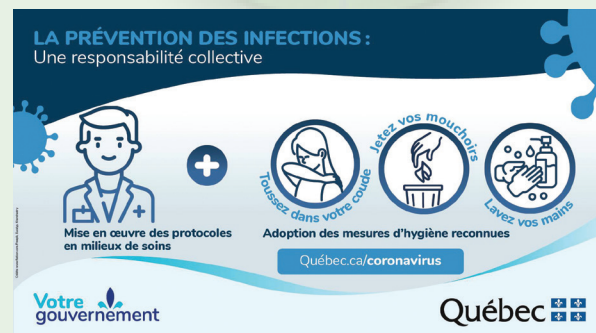 LA PRÉVENTION DES INFECTIONS :
Une responsabilité collective
Toussez dans votre coude
Jetez vos mouchoirs
Lavez vos mains
Mise en œuvre des protocoles
en milieux de soins
Adoption des mesures d'hygiène reconnues
Québec.ca/coronavirus
Votre
gouvernement
Québec